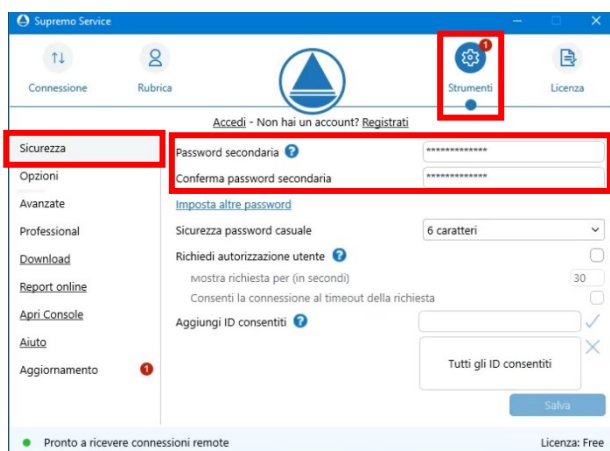 Supremo Service
Connessione
Rubrica
Strumenti
1
Licenza
Accedi - Non hai un account? Registrati
Sicurezza
Opzioni
Avanzate
Professional
Download
Report online
Apri Console
Aiuto
Aggiornamento 1
Password secondaria ? *************
Conferma password secondaria *************
Imposta altre password
Sicurezza password casuale 6 caratteri
Richiedi autorizzazione utente ?
Mostra richiesta per (in secondi) 30
Consenti la connessione al timeout della richiesta
Aggiungi ID consentiti ?
Tutti gli ID consentiti
Salva
Pronto a ricevere connessioni remote
Licenza: Free